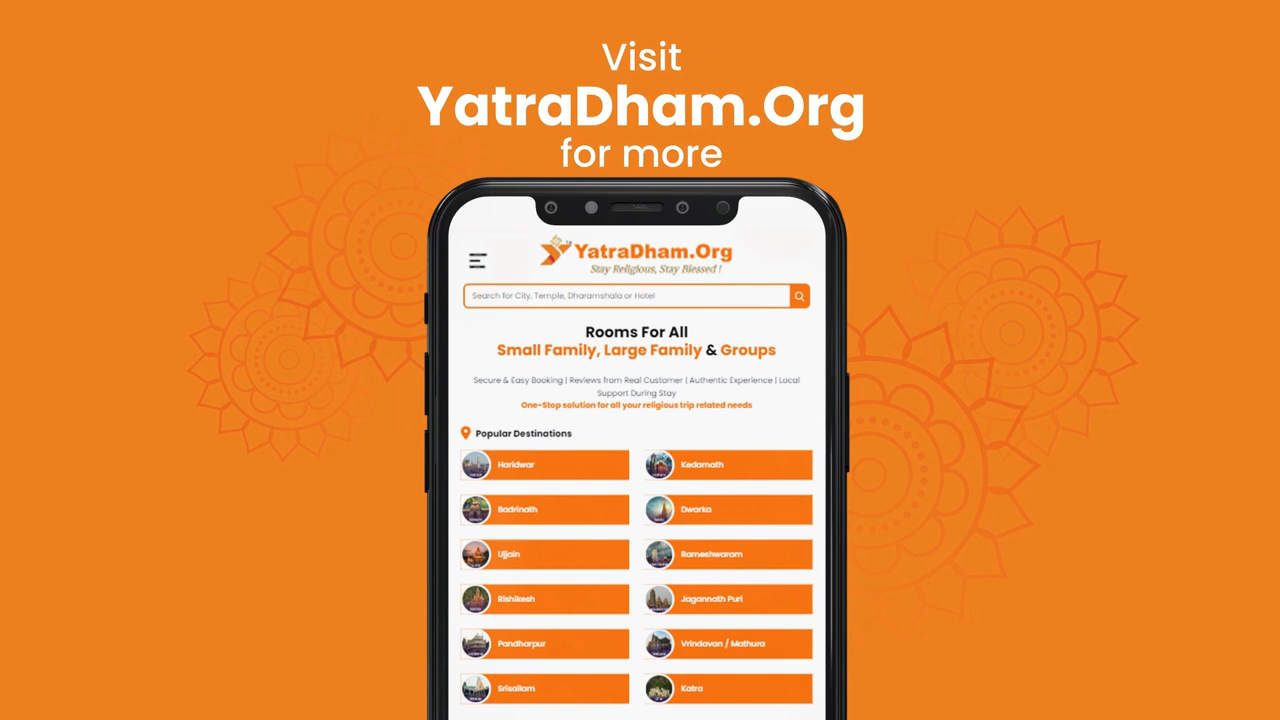 Visit
YatraDham.Org
for more
YatraDham.Org
Stay Religious, Stay Blessed !
Search for City, Temple, Dharamshala or Hotel
Rooms For All
Small Family, Large Family & Groups
Secure & Easy Booking | Reviews from Real Customer | Authentic Experience | Local
Support During Stay
One-Stop solution for all your religious trip related needs
Popular Destinations
Haridwar
Kedarnath
Badrinath
Dwarka
Ujjain
Rameshwaram
Rishikesh
Jagannath Puri
Pandharpur
Vrindavan / Mathura
Srisailam
Katra